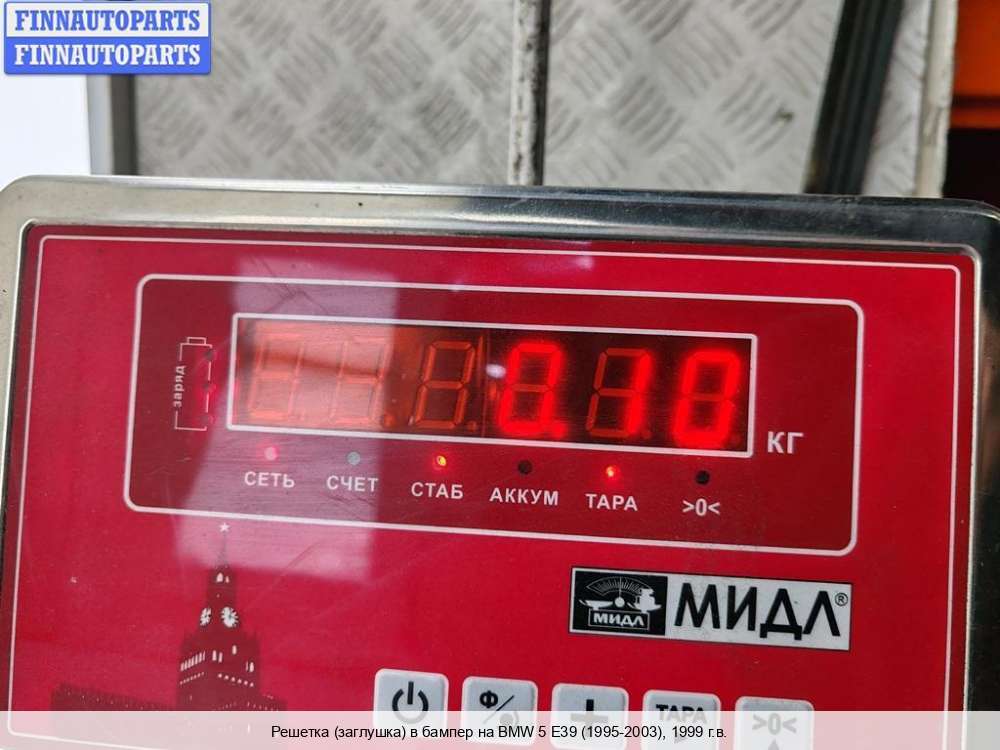 FINNAUTOPARTS
FINNAUTOPARTS
заряд
0.10
КГ
СЕТЬ СЧЕТ СТАБ АККУМ ТАРА >0<
МИДЛ МИДЛ®
Ф/
+
ТАРА
>0<
Решетка (заглушка) в бампер на BMW 5 E39 (1995-2003), 1999 г.в.